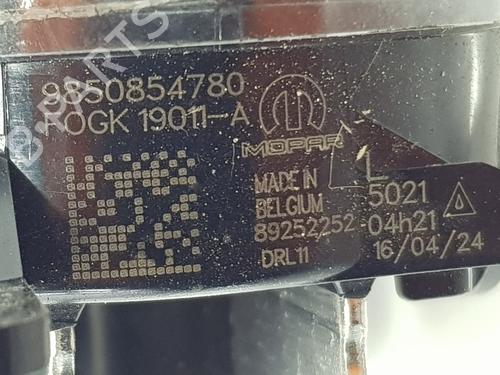 9850854780
FOGK 19011-A
MOPAR
L
MADE IN
BELGIUM
89252252
DRL11
5021
04h21
16/04/24